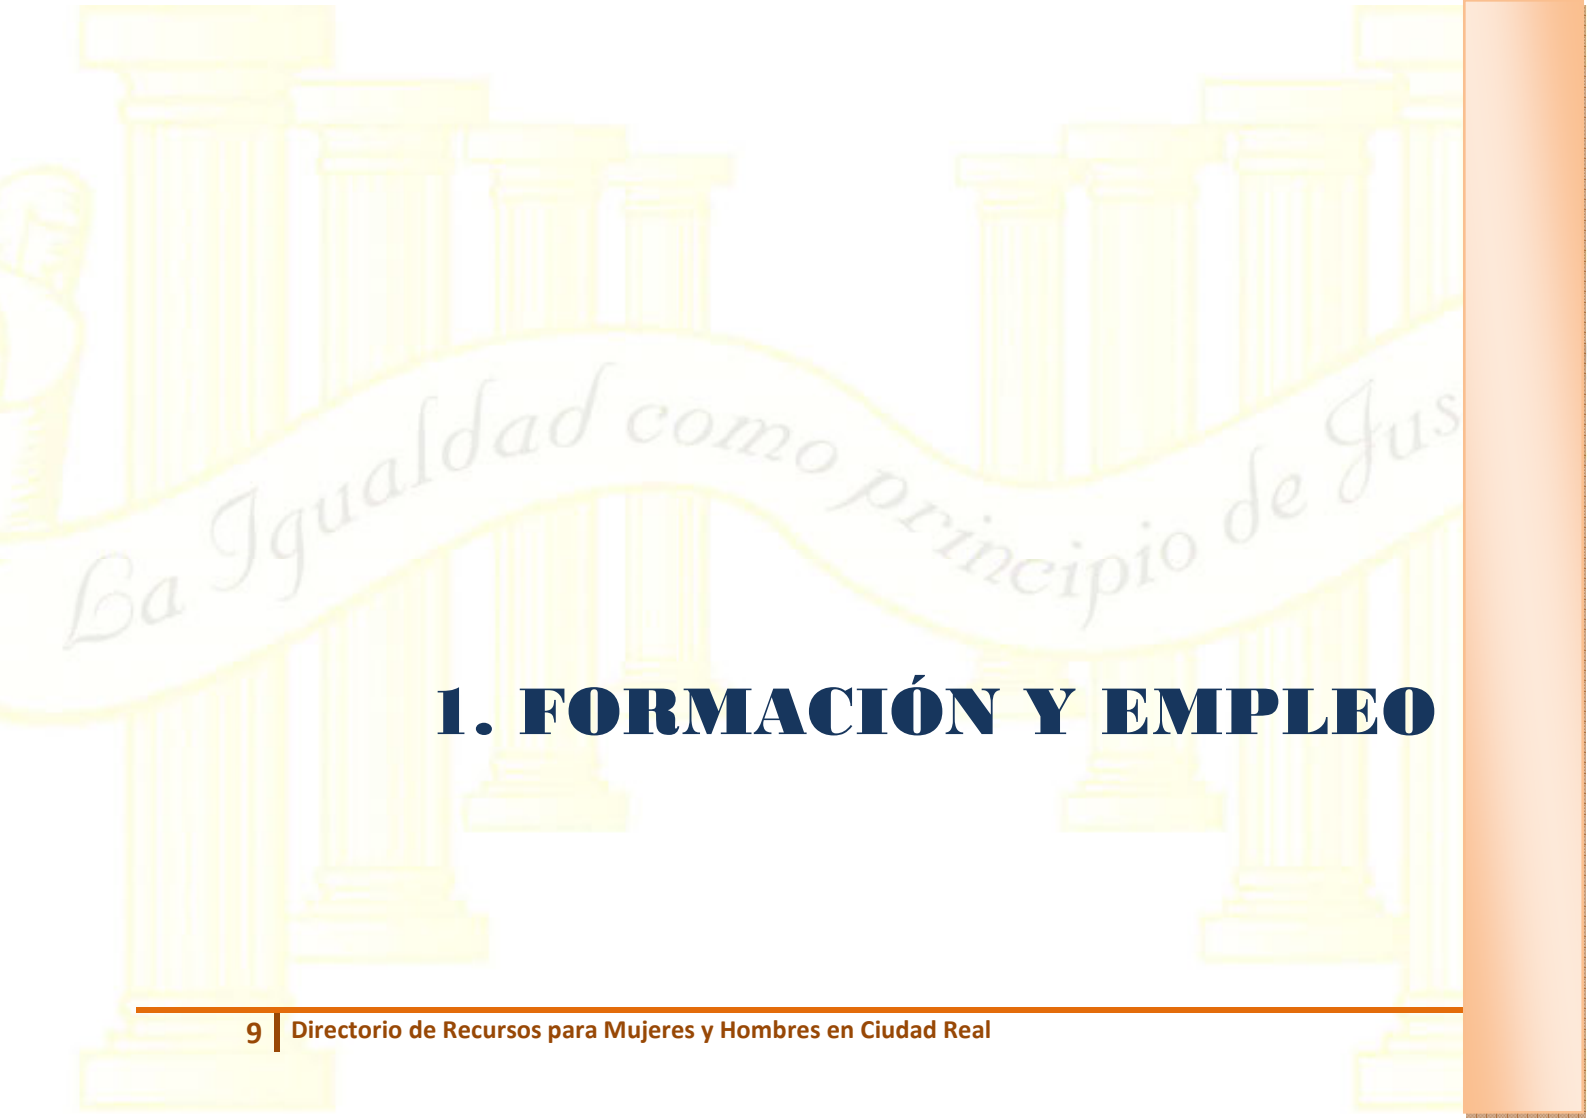 La Igualdad como principio de Jus
1. FORMACIÓN Y EMPLEO
9 Directorio de Recursos para Mujeres y Hombres en Ciudad Real